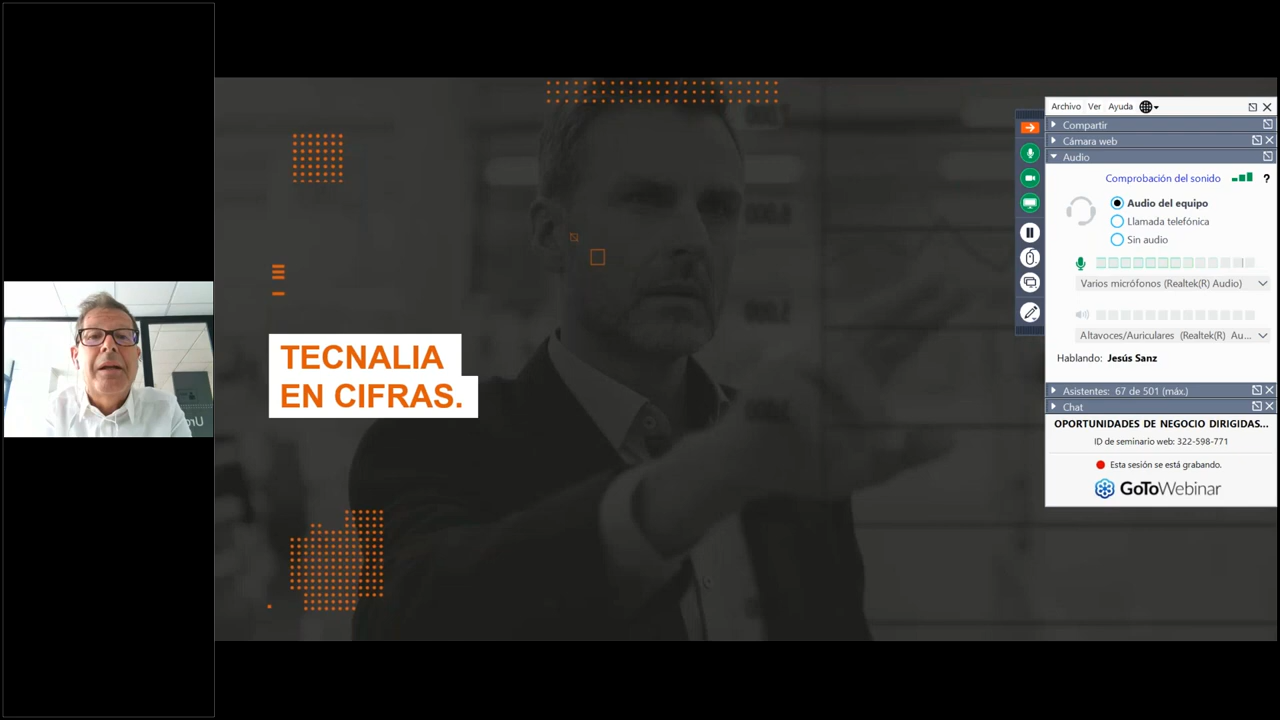 TECNALIA
EN CIFRAS.
Archivo Ver Ayuda
Compartir
Cámara web
Audio
Comprobación del sonido ?
Audio del equipo
Llamada telefónica
Sin audio
Varios micrófonos (Realtek(R) Audio)
Altavoces/Auriculares (Realtek(R) Au...
Hablando: Jesús Sanz
Asistentes: 67 de 501 (máx.)
Chat
OPORTUNIDADES DE NEGOCIO DIRIGIDAS...
ID de seminario web: 322-598-771
Esta sesión se está grabando.
GoToWebinar